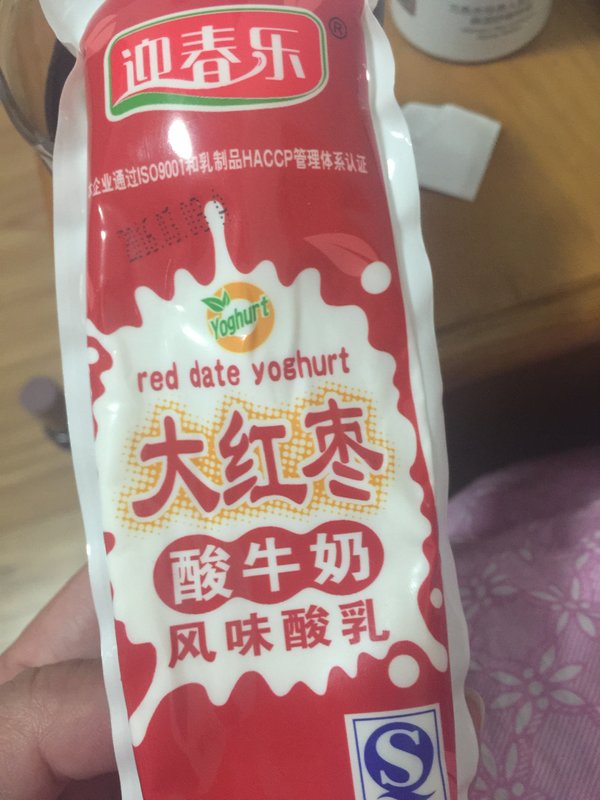 迎春乐®
企业通过ISO9001和乳制品HACCP管理体系认证
Yoghurt
red date yoghurt
大红枣
酸牛奶
风味酸乳
S